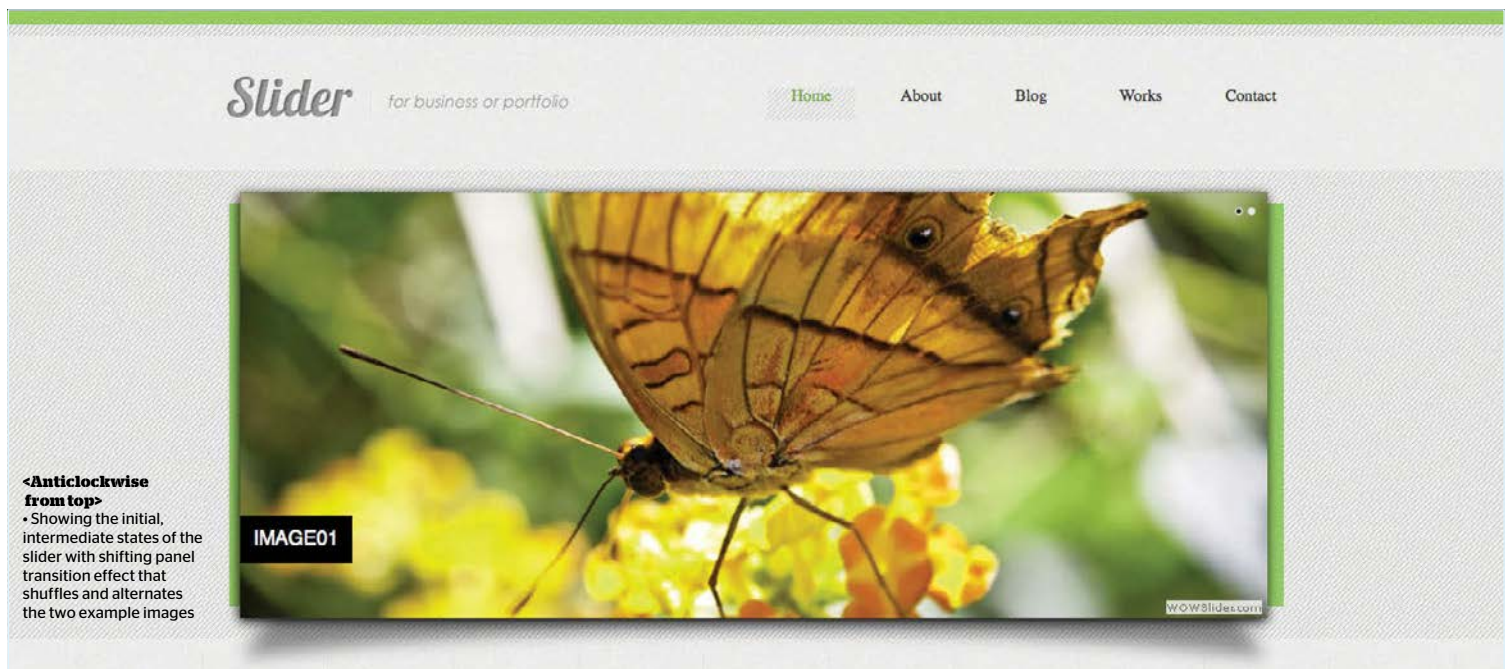 Slider
for business or portfolio
Home
About
Blog
Works
Contact
<Anticlockwise
from top>
• Showing the initial,
intermediate states of the
slider with shifting panel
transition effect that
shuffles and alternates
the two example images
IMAGE01
WOWSlider.com